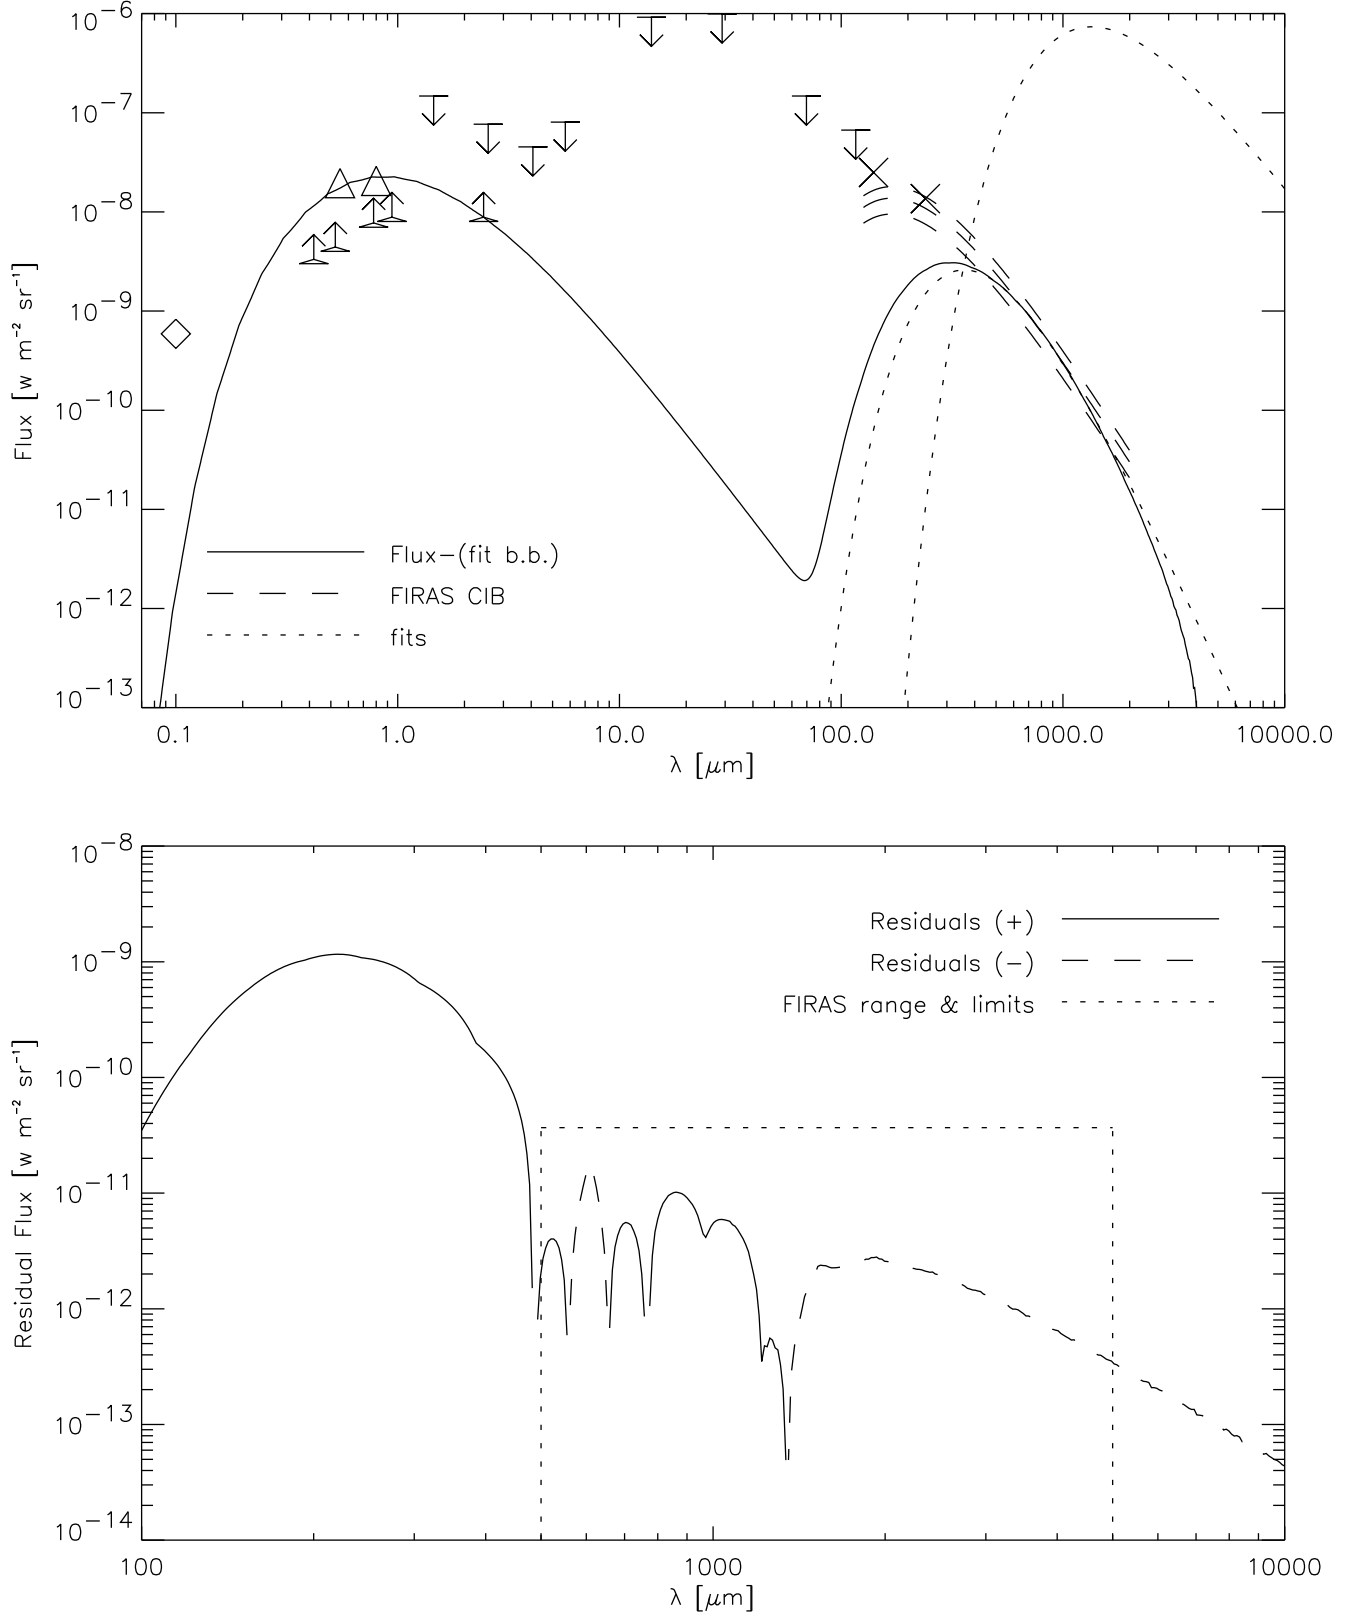 10⁻⁶
10⁻⁷
10⁻⁸
10⁻⁹
10⁻¹⁰
10⁻¹¹
10⁻¹²
10⁻¹³
Flux [w m⁻² sr⁻¹]
Flux−(fit b.b.)
FIRAS CIB
fits
0.1 1.0 10.0 100.0 1000.0 10000.0
λ [μm]
10⁻⁸
10⁻⁹
10⁻¹⁰
10⁻¹¹
10⁻¹²
10⁻¹³
10⁻¹⁴
Residual Flux [w m⁻² sr⁻¹]
Residuals (+)
Residuals (−)
FIRAS range & limits
100 1000 10000
λ [μm]